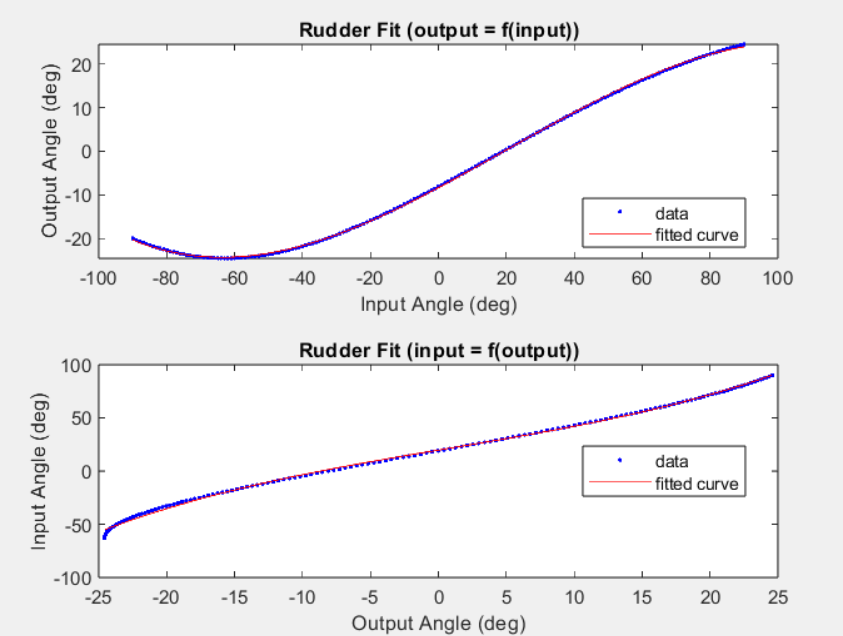 Rudder Fit (output = f(input))
Output Angle (deg)
20
10
0
-10
-20
data
fitted curve
-100 -80 -60 -40 -20 0 20 40 60 80 100
Input Angle (deg)
Rudder Fit (input = f(output))
Input Angle (deg)
100
50
0
-50
-100
data
fitted curve
-25 -20 -15 -10 -5 0 5 10 15 20 25
Output Angle (deg)